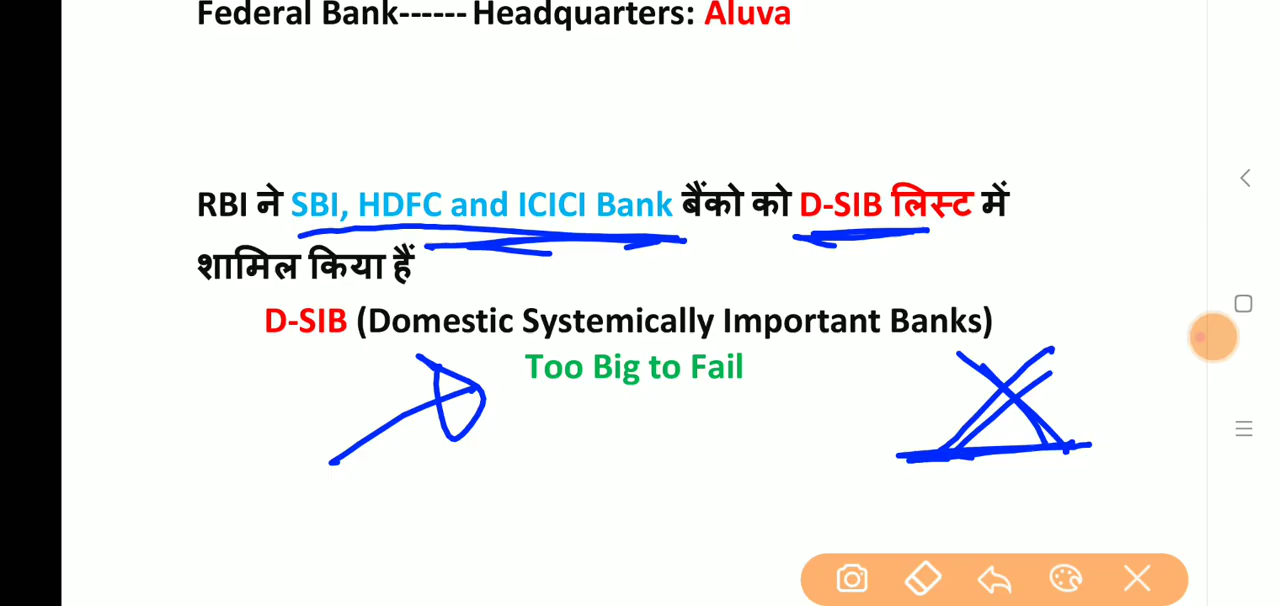 Federal Bank------ Headquarters: Aluva
RBI ने SBI, HDFC and ICICI Bank बैंको को D-SIB लिस्ट में
शामिल किया हैं
D-SIB (Domestic Systemically Important Banks)
Too Big to Fail